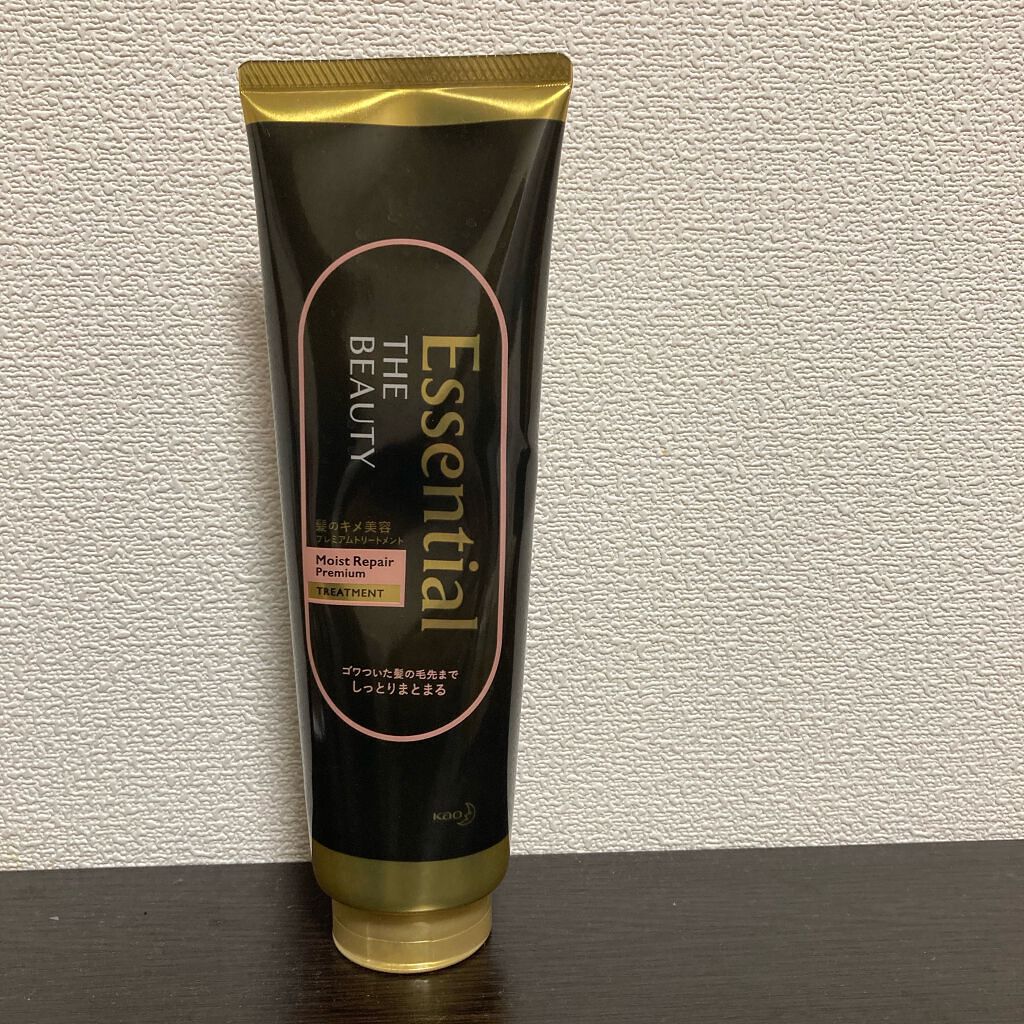 Essential
THE
BEAUTY
髪のキメ美容
プレミアムトリートメント
Moist Repair
Premium
TREATMENT
ゴワついた髪の毛先まで
しっとりまとまる
Kao